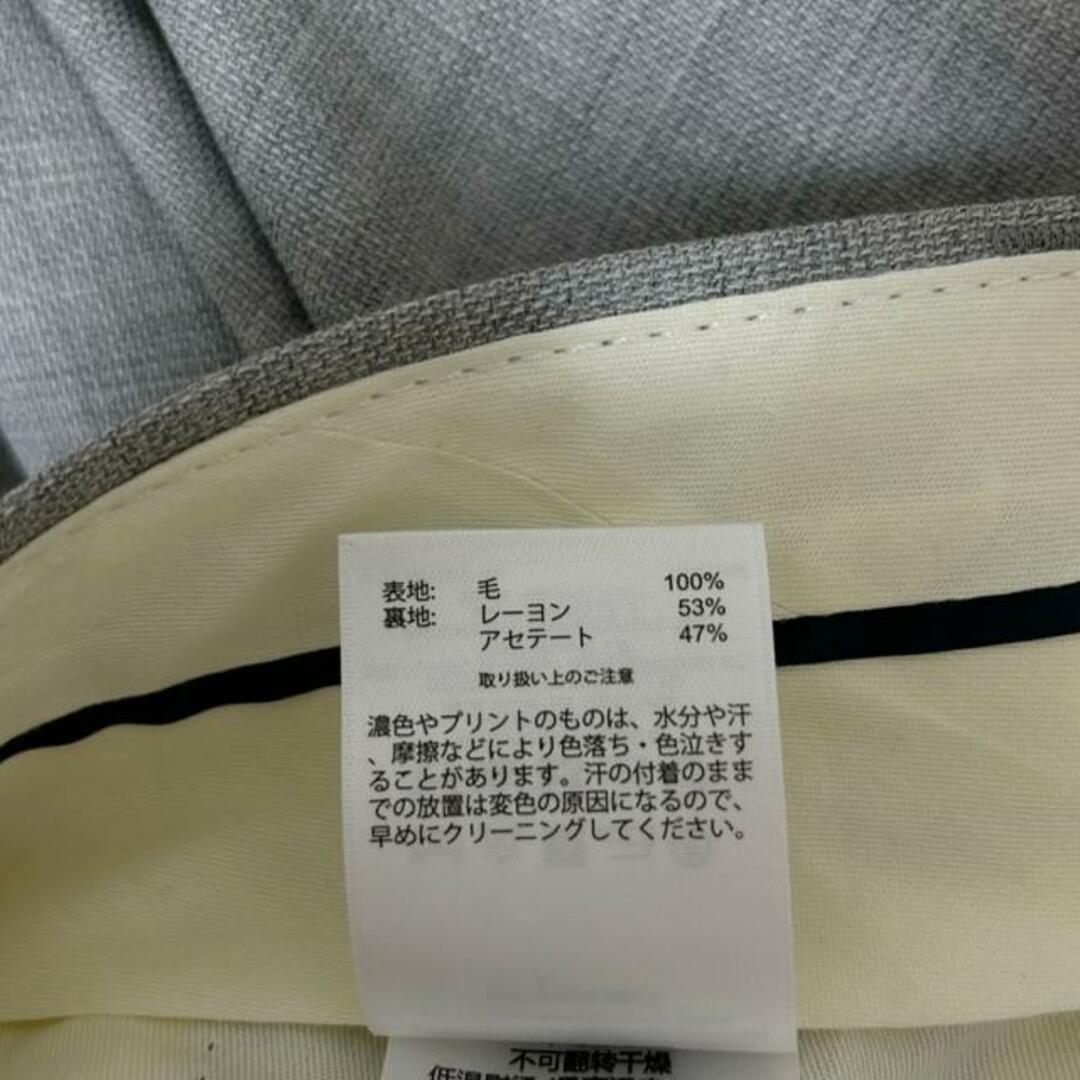 表地: 毛 100%
裏地: レーヨン 53%
アセテート 47%
取り扱い上のご注意
濃色やプリントのものは、水分や汗
、摩擦などにより色落ち・色泣きす
ることがあります。汗の付着のまま
での放置は変色の原因になるので、
早めにクリーニングしてください。
不可翻转干燥